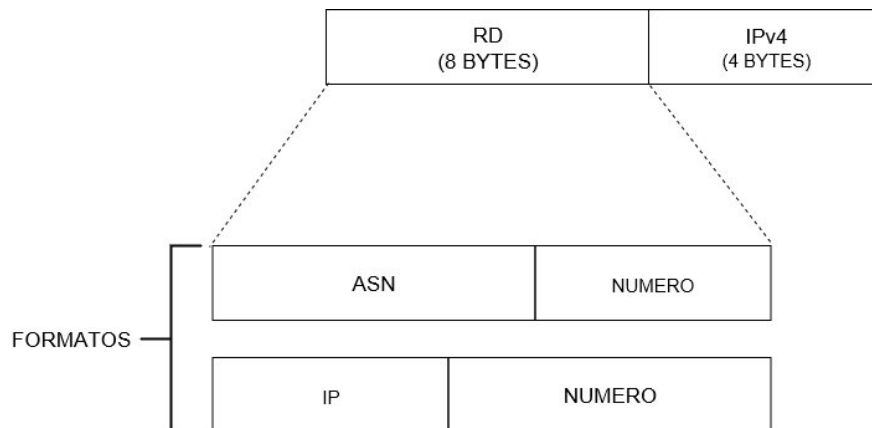 RD
(8 BYTES)
IPv4
(4 BYTES)
ASN
NUMERO
FORMATOS
IP
NUMERO